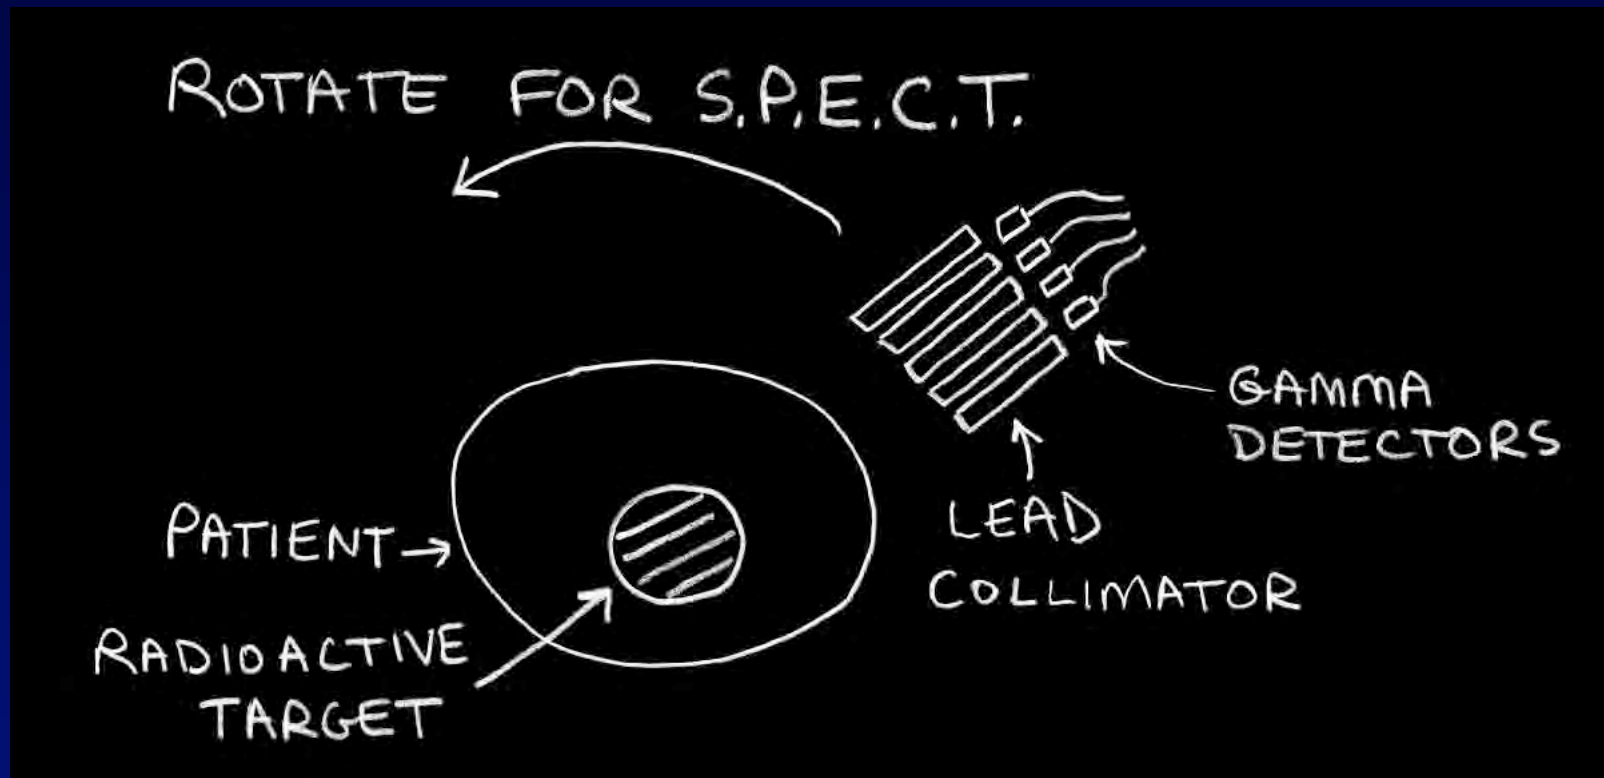 ROTATE FOR S.P.E.C.T.
GAMMA
DETECTORS
LEAD
COLLIMATOR
PATIENT
RADIOACTIVE
TARGET